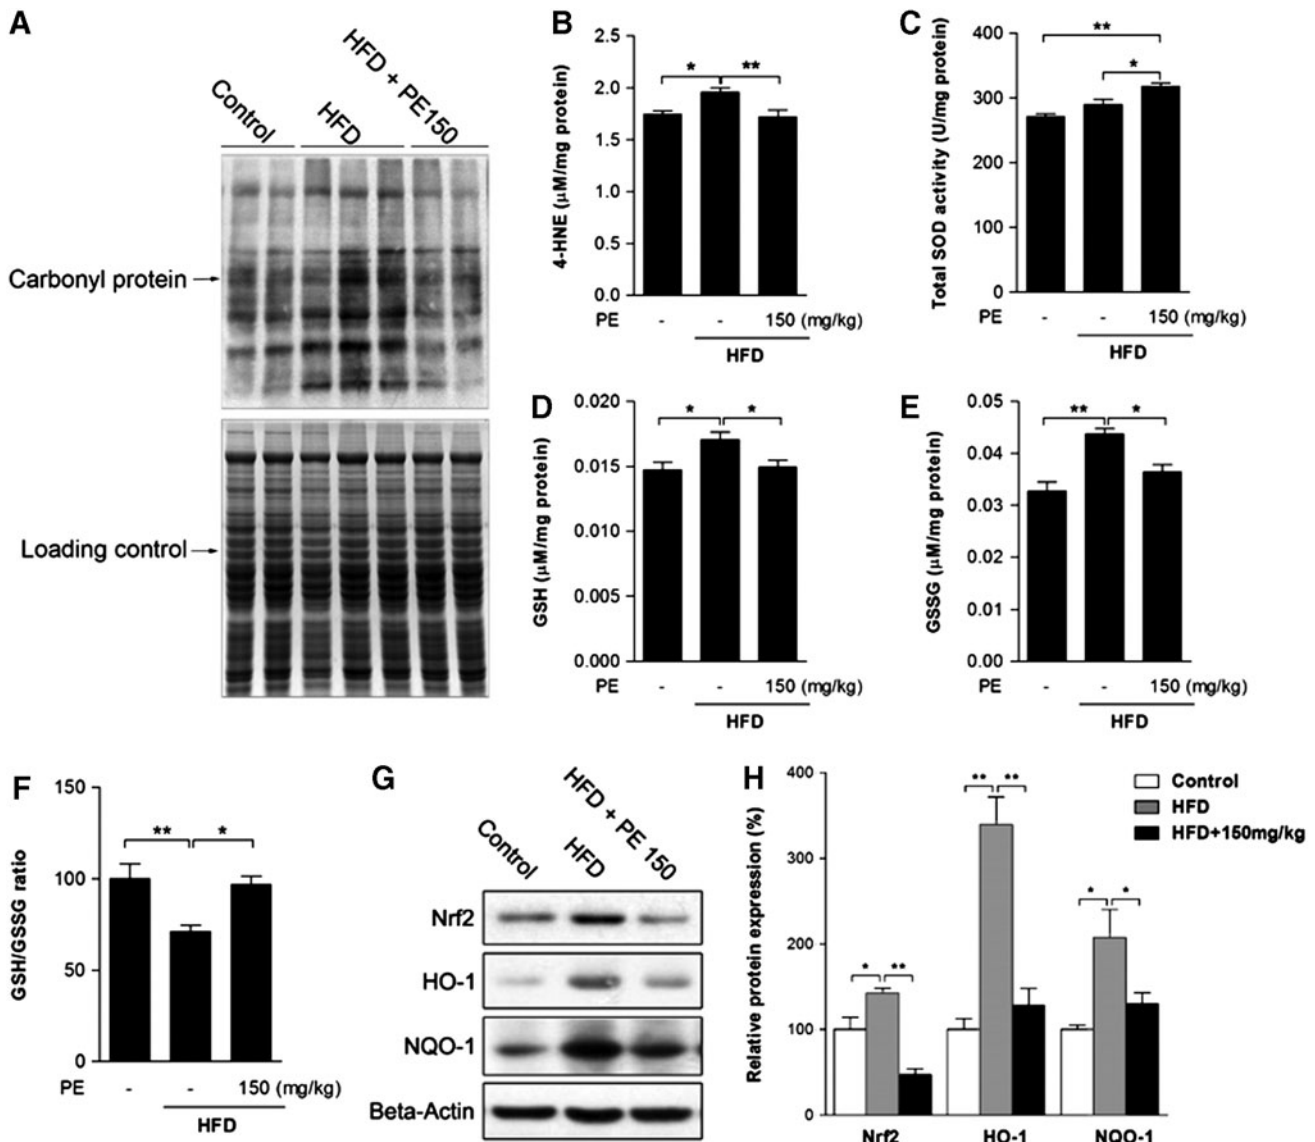 A
Control
HFD
HFD + PE150
Carbonyl protein
Loading control
B
2.5
2.0
1.5
1.0
0.5
0.0
4-HNE (μM/mg protein)
* **
PE - - 150 (mg/kg)
HFD
C
400
300
200
100
0
Total SOD activity (U/mg protein)
**
*
PE - - 150 (mg/kg)
HFD
D
0.020
0.015
0.010
0.005
0.000
GSH (μM/mg protein)
* *
PE - - 150 (mg/kg)
HFD
E
0.05
0.04
0.03
0.02
0.01
0.00
GSSG (μM/mg protein)
** *
PE - - 150 (mg/kg)
HFD
F
150
100
50
0
GSH/GSSG ratio
** *
PE - - 150 (mg/kg)
HFD
G
Control
HFD
HFD + PE 150
Nrf2
HO-1
NQO-1
Beta-Actin
H
400
300
200
100
0
Relative protein expression (%)
Control
HFD
HFD+150mg/kg
* **
** **
* *
Nrf2 HO-1 NQO-1